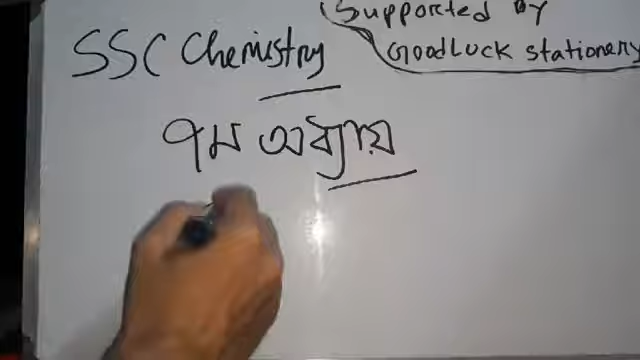 (Supported by
GoodLuck stationery
SSC Chemistry
৭ম অধ্যায়